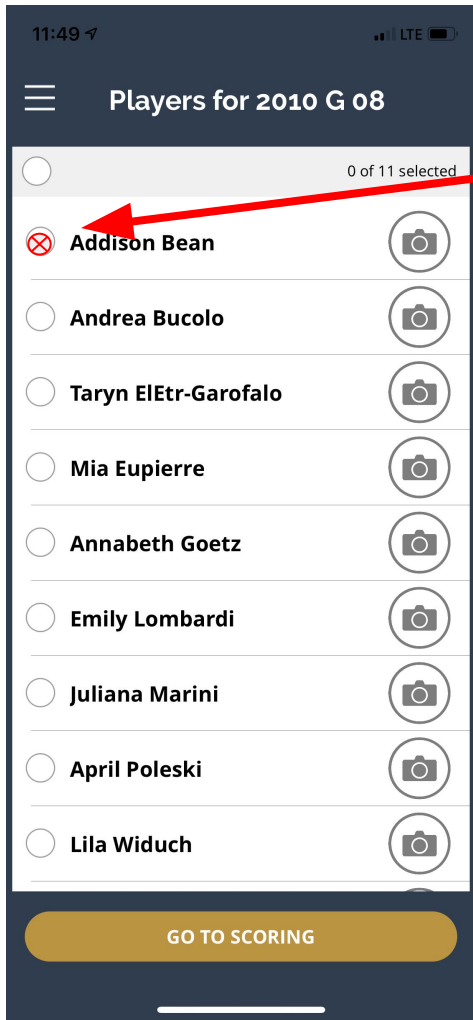 11:49
LTE
Players for 2010 G 08
0 of 11 selected
Addison Bean
Andrea Bucolo
Taryn ElEtr-Garofalo
Mia Eupierre
Annabeth Goetz
Emily Lombardi
Juliana Marini
April Poleski
Lila Widuch
GO TO SCORING